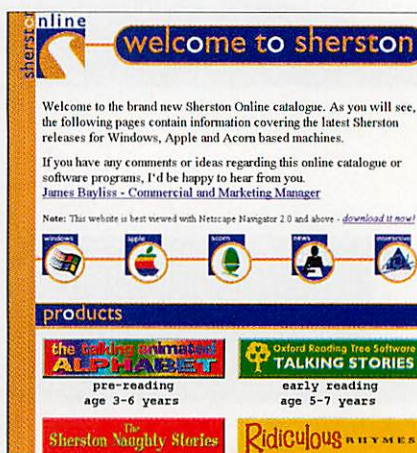 sherston online
welcome to sherston
Welcome to the brand new Sherston Online catalogue. As you will see,
the following pages contain information covering the latest Sherston
releases for Windows, Apple and Acorn based machines.
If you have any comments or ideas regarding this online catalogue or
software programs, I'd be happy to hear from you.
James Bayliss - Commercial and Marketing Manager
Note: This website is best viewed with Netscape Navigator 2.0 and above - download it now!
windows apple acorn news interactive
products
the talking animated
ALPHABET
pre-reading
age 3-6 years
Oxford Reading Tree Software
TALKING STORIES
early reading
age 5-7 years
The
Sherston Naughty Stories
Ridiculous RHYMES